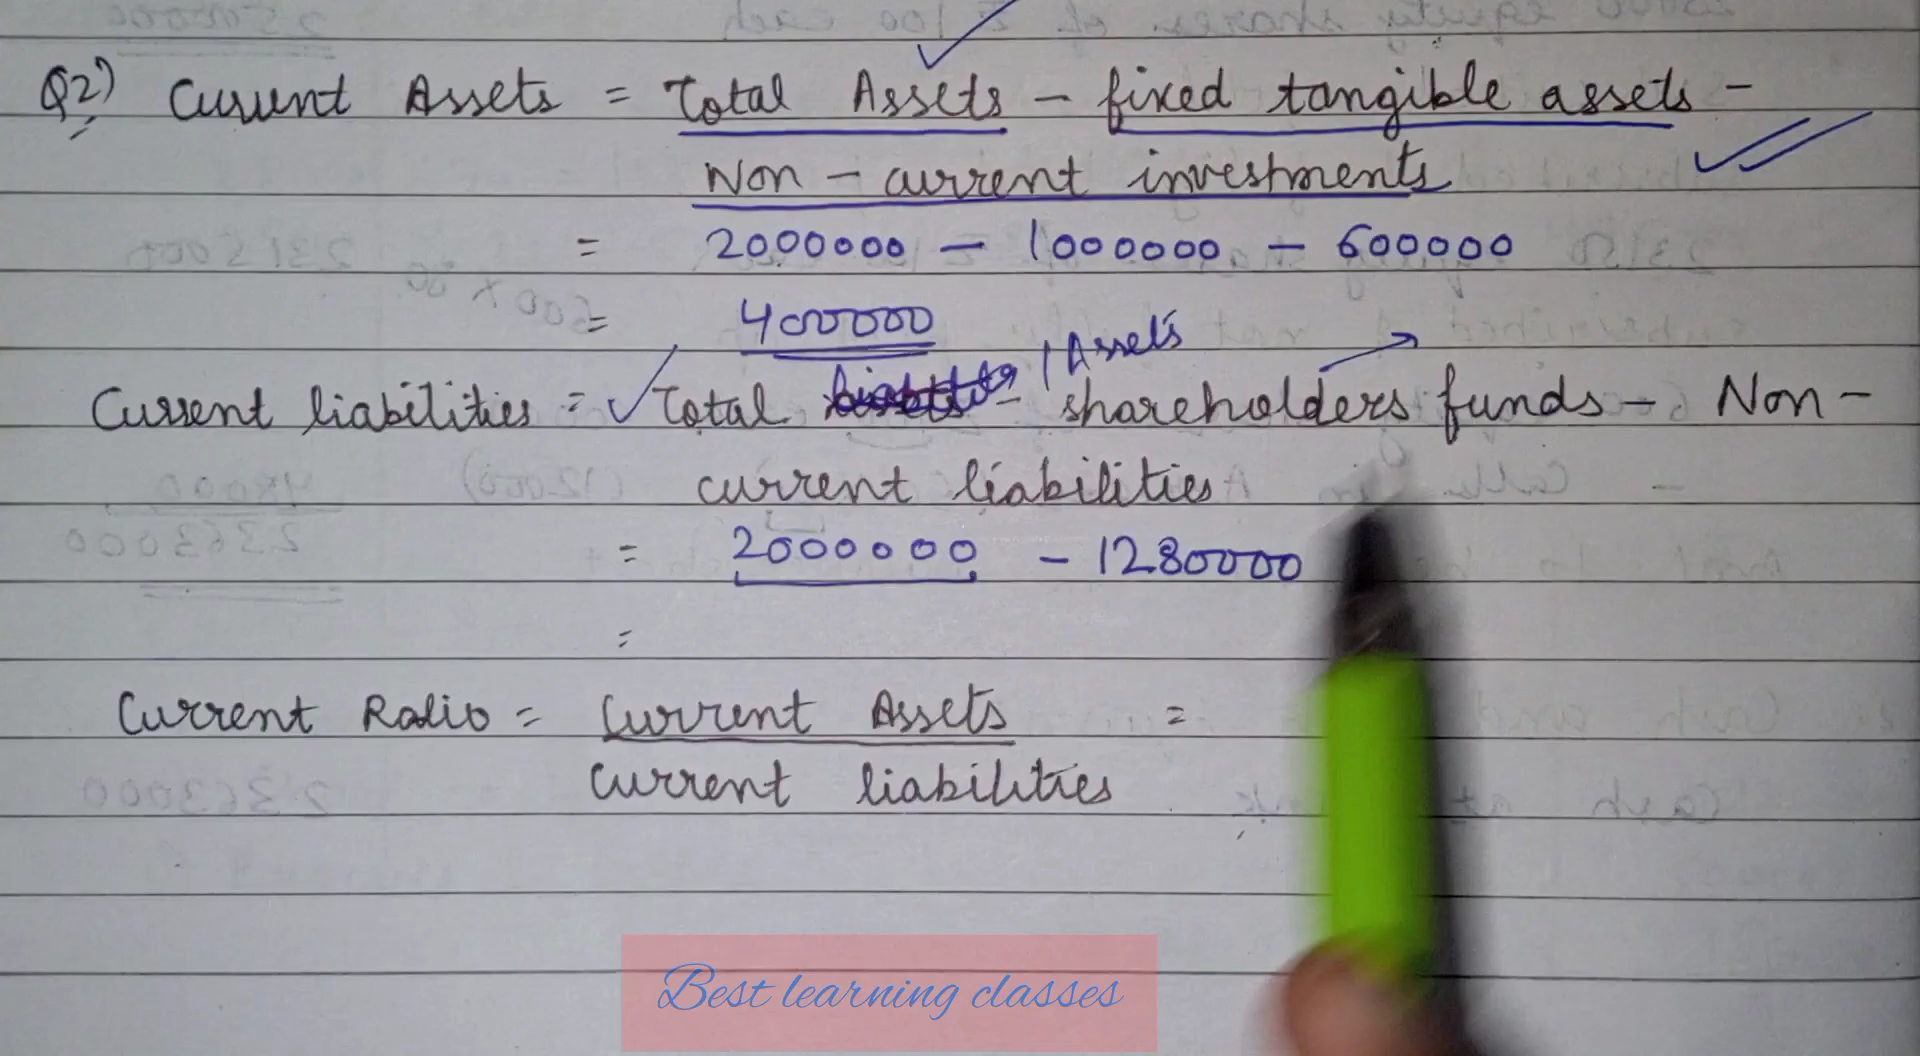 Q2) Current Assets = Total Assets - fixed tangible assets -
Non - current investments
= 2000000 - 1000000 - 600000
= 400000
Current liabilities = Total / Assets - shareholders funds - Non -
current liabilities
= 2000000 - 1280000
=
Current Ratio = Current Assets =
Current liabilities
Best learning classes